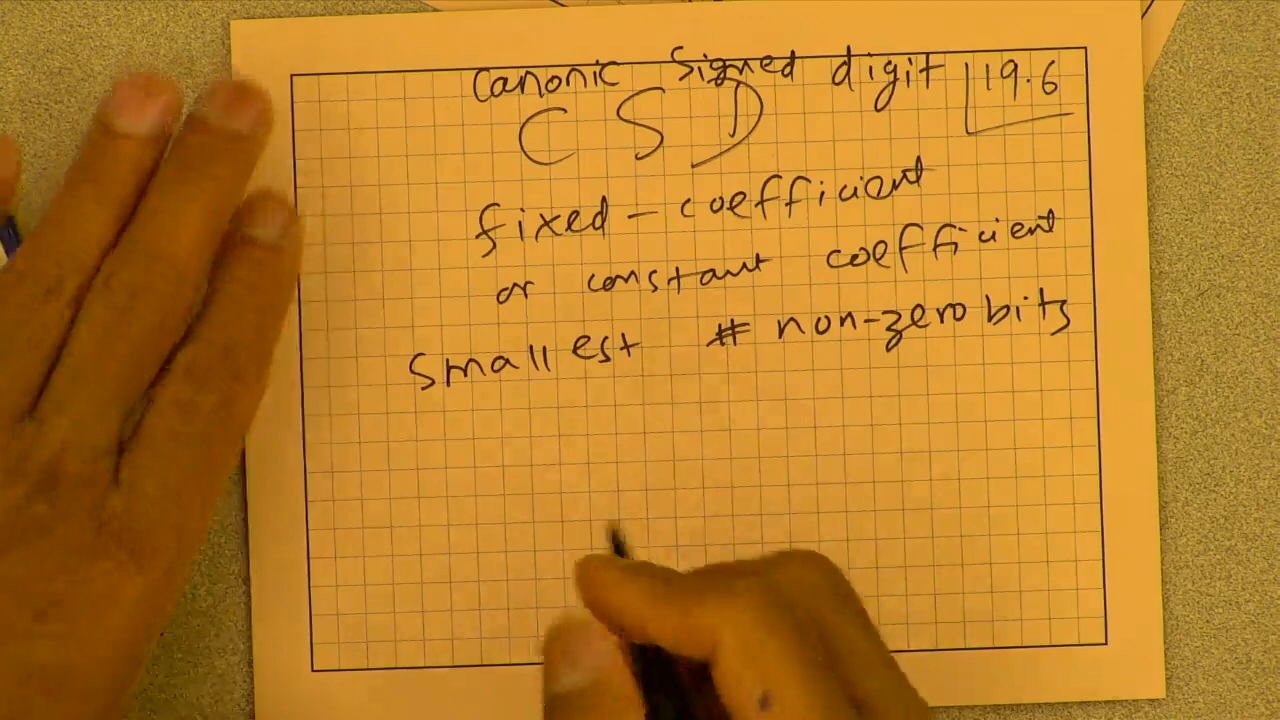 canonic signed digit 19.6
CSD
fixed-coefficient
or constant coefficient
smallest # non-zero bits